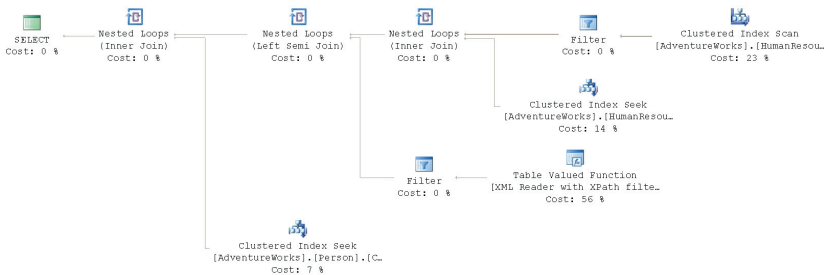 SELECT
Cost: 0 %
Nested Loops
(Inner Join)
Cost: 0 %
Nested Loops
(Left Semi Join)
Cost: 0 %
Nested Loops
(Inner Join)
Cost: 0 %
Filter
Cost: 0 %
Clustered Index Scan
[AdventureWorks].[HumanResou…
Cost: 23 %
Clustered Index Seek
[AdventureWorks].[HumanResou…
Cost: 14 %
Filter
Cost: 0 %
Table Valued Function
[XML Reader with XPath filte…
Cost: 56 %
Clustered Index Seek
[AdventureWorks].[Person].[C…
Cost: 7 %